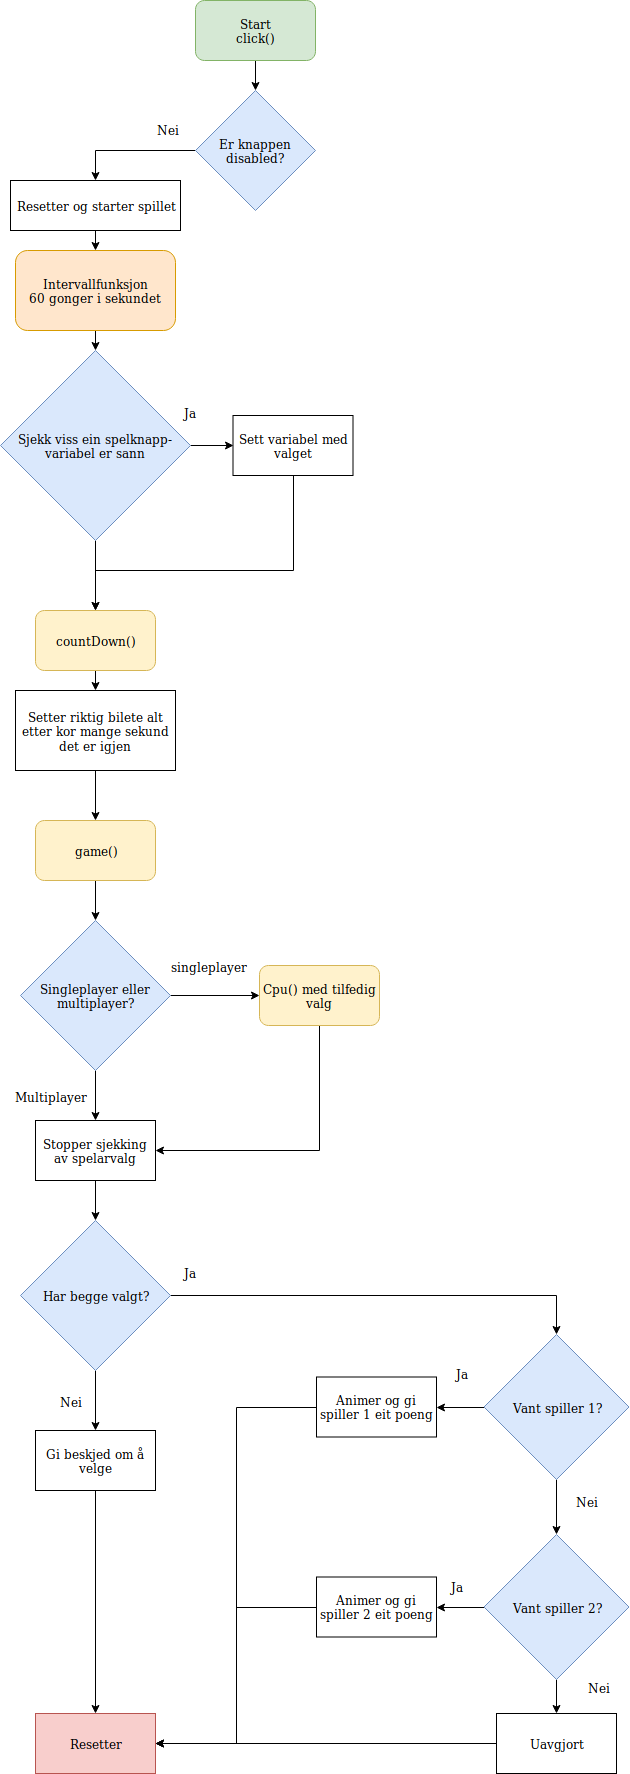 Start
click()
Er knappen
disabled?
Nei
Resetter og starter spillet
Intervallfunksjon
60 gonger i sekundet
Sjekk viss ein spelknapp-
variabel er sann
Ja
Sett variabel med
valget
countDown()
Setter riktig bilete alt
etter kor mange sekund
det er igjen
game()
Singleplayer eller
multiplayer?
singleplayer
Cpu() med tilfedig
valg
Multiplayer
Stopper sjekking
av spelarvalg
Har begge valgt?
Ja
Nei
Gi beskjed om å
velge
Vant spiller 1?
Ja
Animer og gi
spiller 1 eit poeng
Nei
Vant spiller 2?
Ja
Animer og gi
spiller 2 eit poeng
Nei
Uavgjort
Resetter